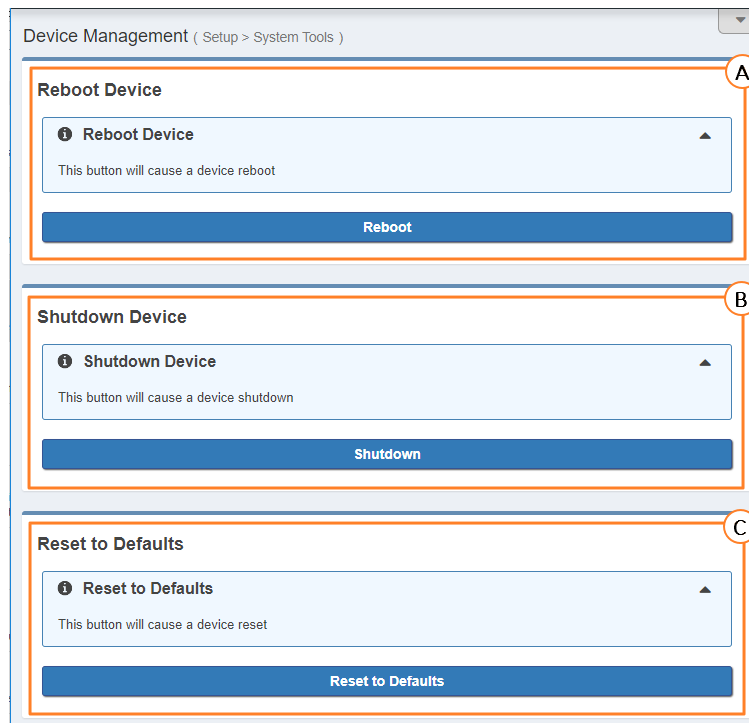 Device Management ( Setup > System Tools )
A
Reboot Device
Reboot Device
This button will cause a device reboot
Reboot
B
Shutdown Device
Shutdown Device
This button will cause a device shutdown
Shutdown
C
Reset to Defaults
Reset to Defaults
This button will cause a device reset
Reset to Defaults